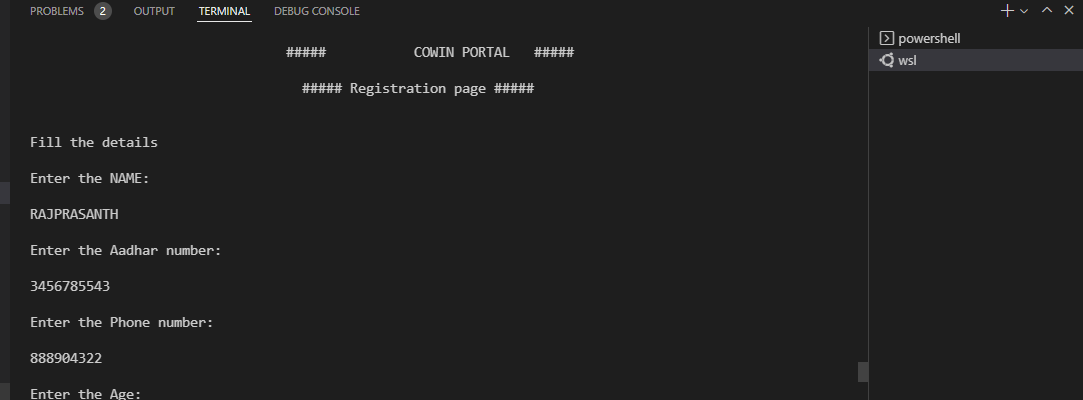 PROBLEMS 2 OUTPUT TERMINAL DEBUG CONSOLE
##### COWIN PORTAL #####
##### Registration page #####
Fill the details
Enter the NAME:
RAJPRASANTH
Enter the Aadhar number:
3456785543
Enter the Phone number:
888904322
Enter the Age:
powershell
wsl